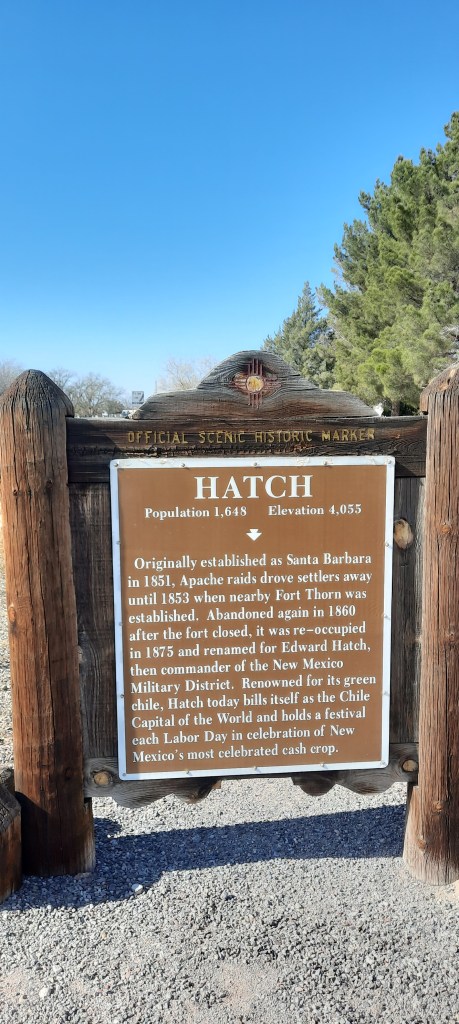 OFFICIAL SCENIC HISTORIC MARKER
HATCH
Population 1,648 Elevation 4,055
Originally established as Santa Barbara
in 1851, Apache raids drove settlers away
until 1853 when nearby Fort Thorn was
established. Abandoned again in 1860
after the fort closed, it was re-occupied
in 1875 and renamed for Edward Hatch,
then commander of the New Mexico
Military District. Renowned for its green
chile, Hatch today bills itself as the Chile
Capital of the World and holds a festival
each Labor Day in celebration of New
Mexico's most celebrated cash crop.